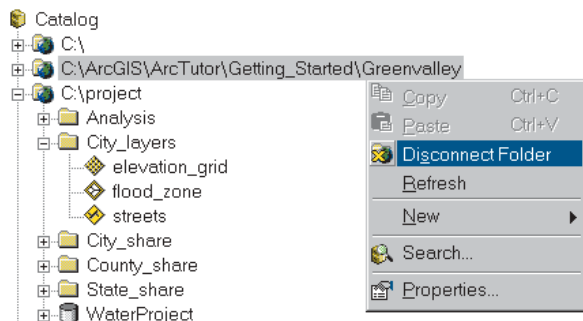 Catalog
C:\
C:\ArcGIS\ArcTutor\Getting_Started\Greenvalley
C:\project
Analysis
City_layers
elevation_grid
flood_zone
streets
City_share
County_share
State_share
WaterProject
Copy Ctrl+C
Paste Ctrl+V
Disconnect Folder
Refresh
New
Search...
Properties...